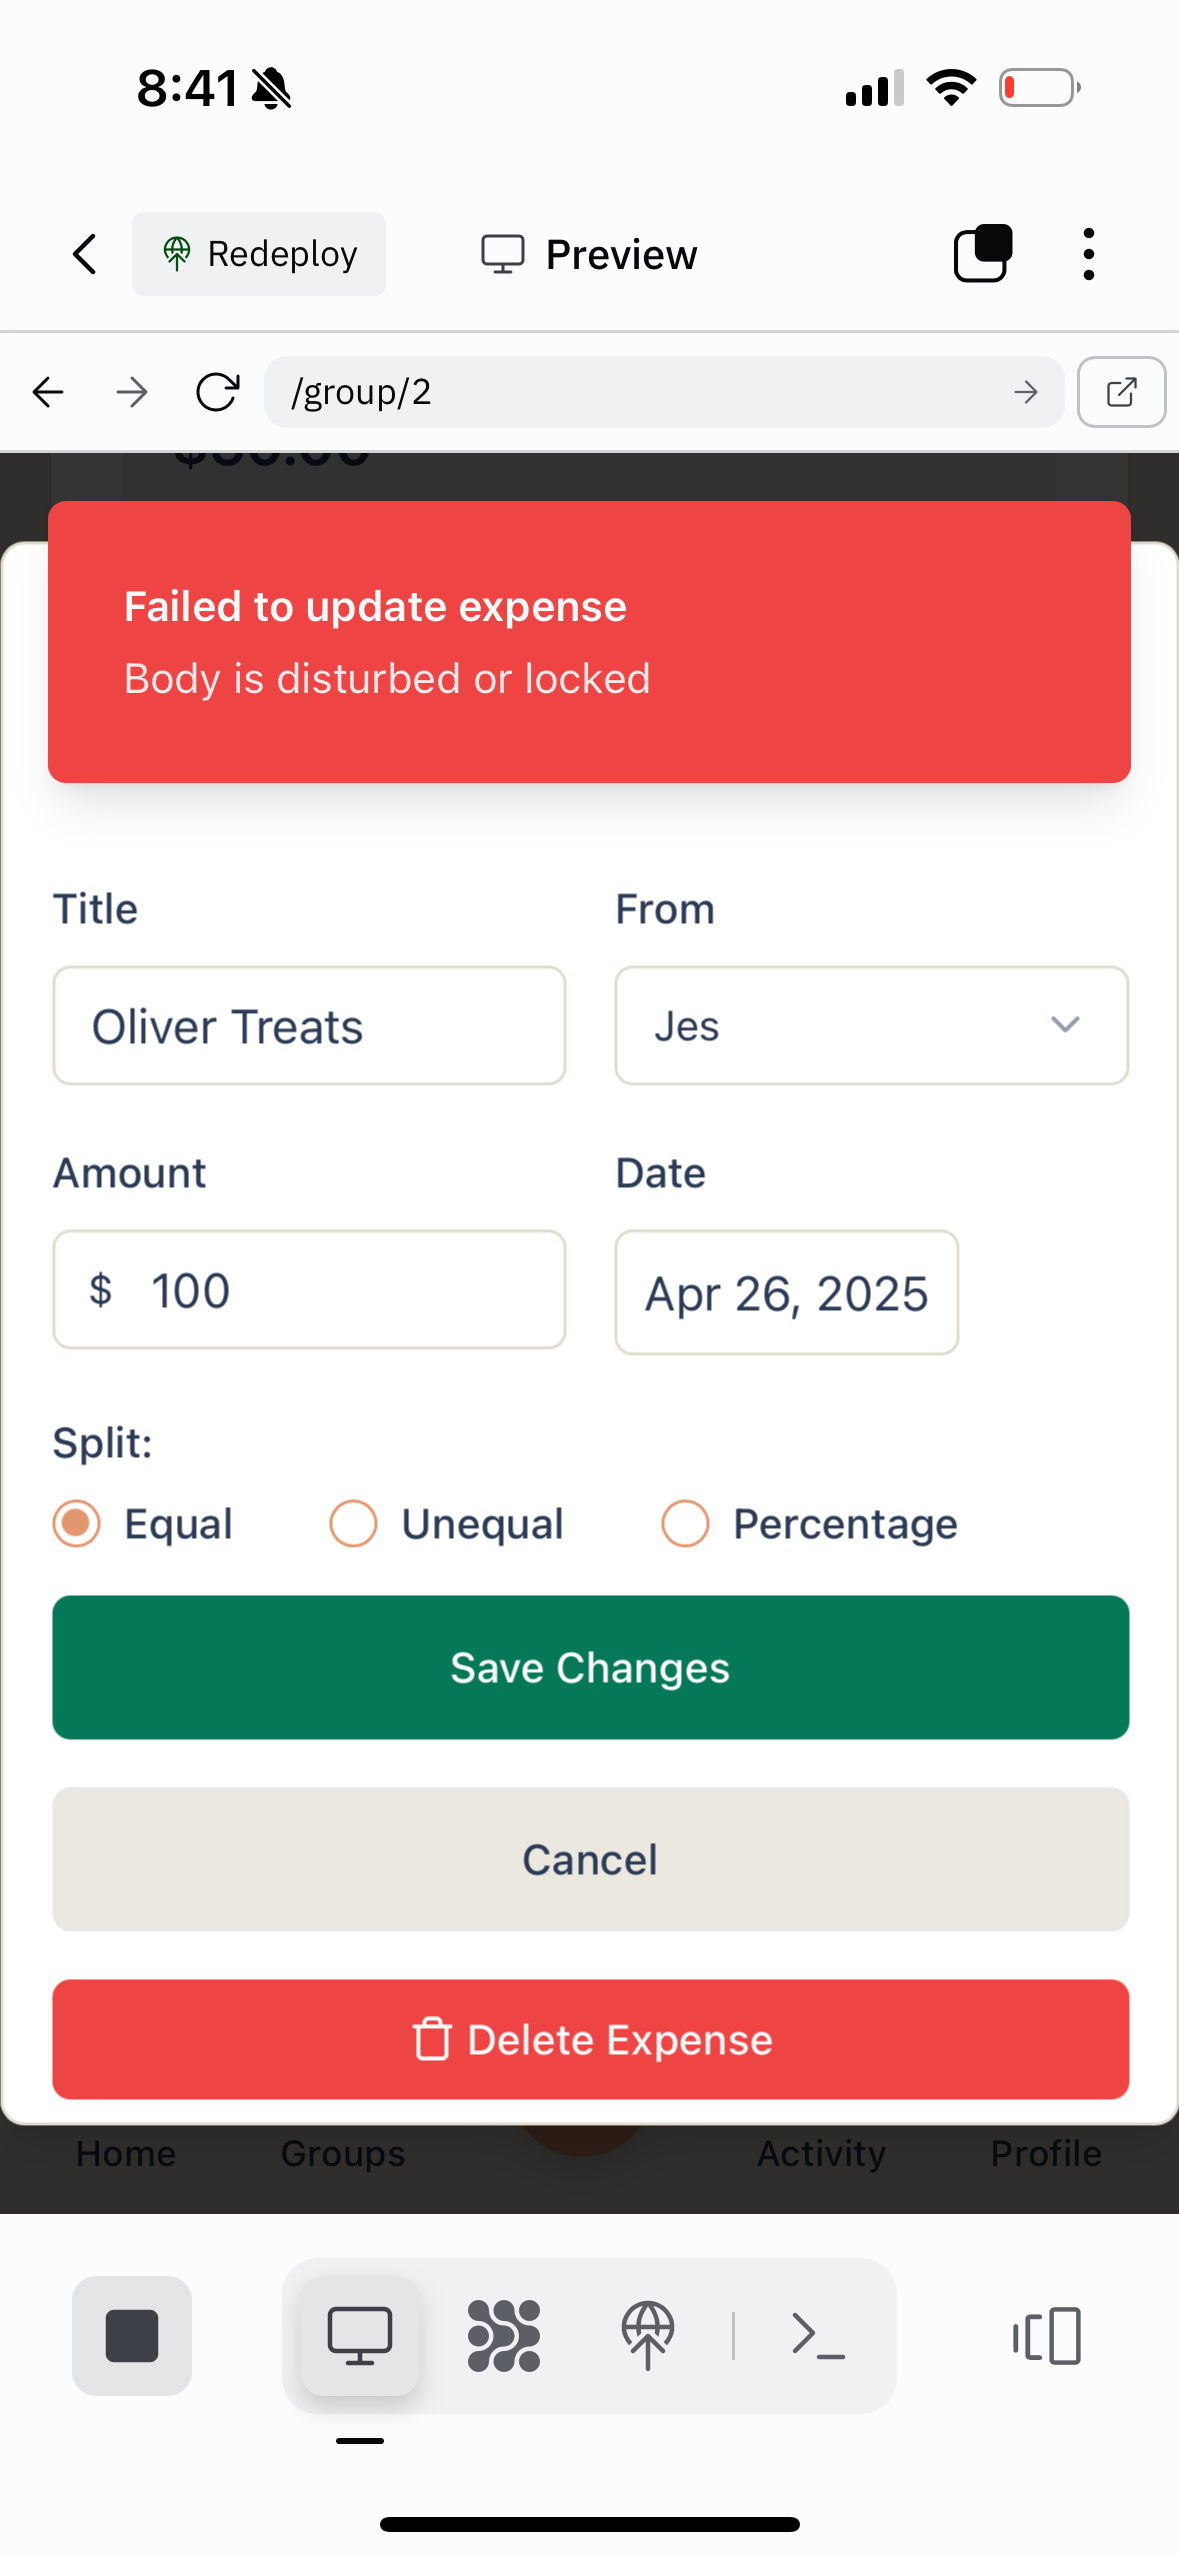 8:41
Redeploy
Preview
/group/2
Failed to update expense
Body is disturbed or locked
Title
From
Oliver Treats
Jes
Amount
Date
$ 100
Apr 26, 2025
Split:
Equal
Unequal
Percentage
Save Changes
Cancel
Delete Expense
Home
Groups
Activity
Profile